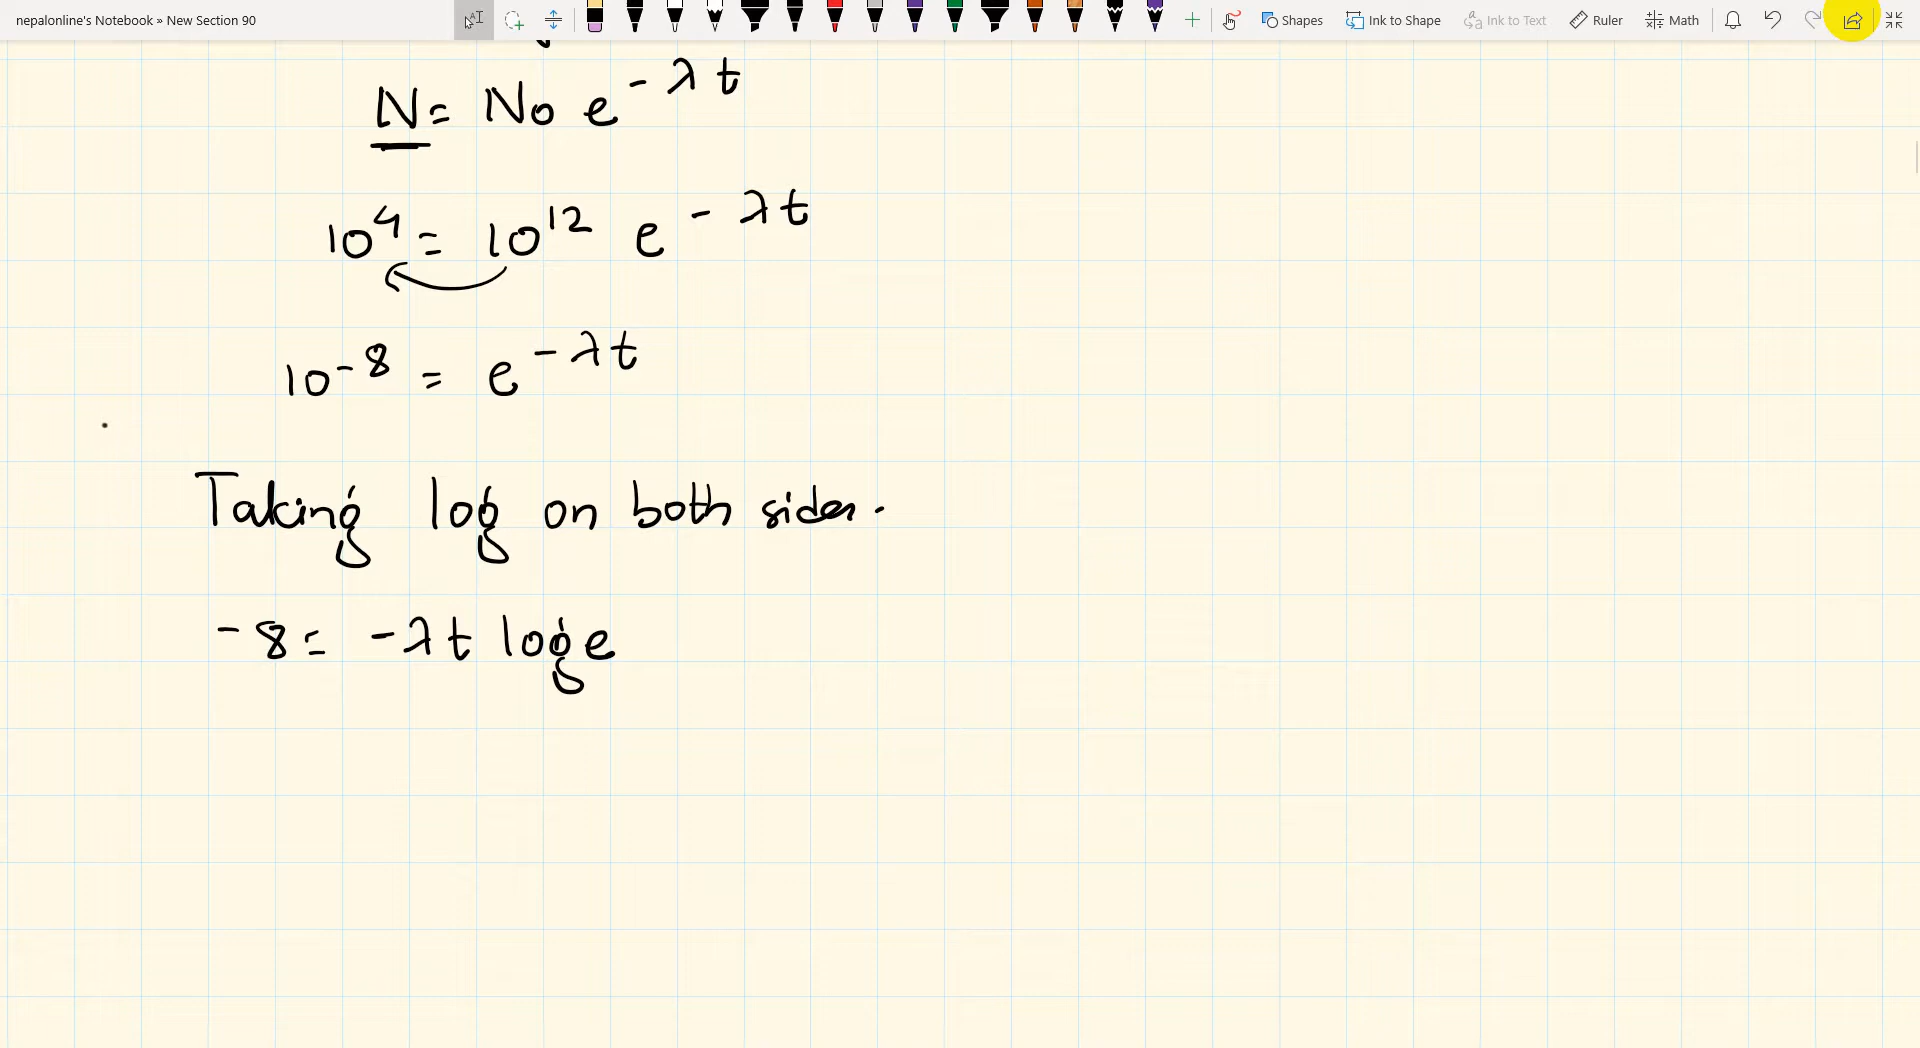 nepalonline's Notebook » New Section 90
Shapes Ink to Shape Ink to Text Ruler Math
N = No e^-λt
10^4 = 10^12 e^-λt
10^-8 = e^-λt
Taking log on both sides.
-8 = -λt log e